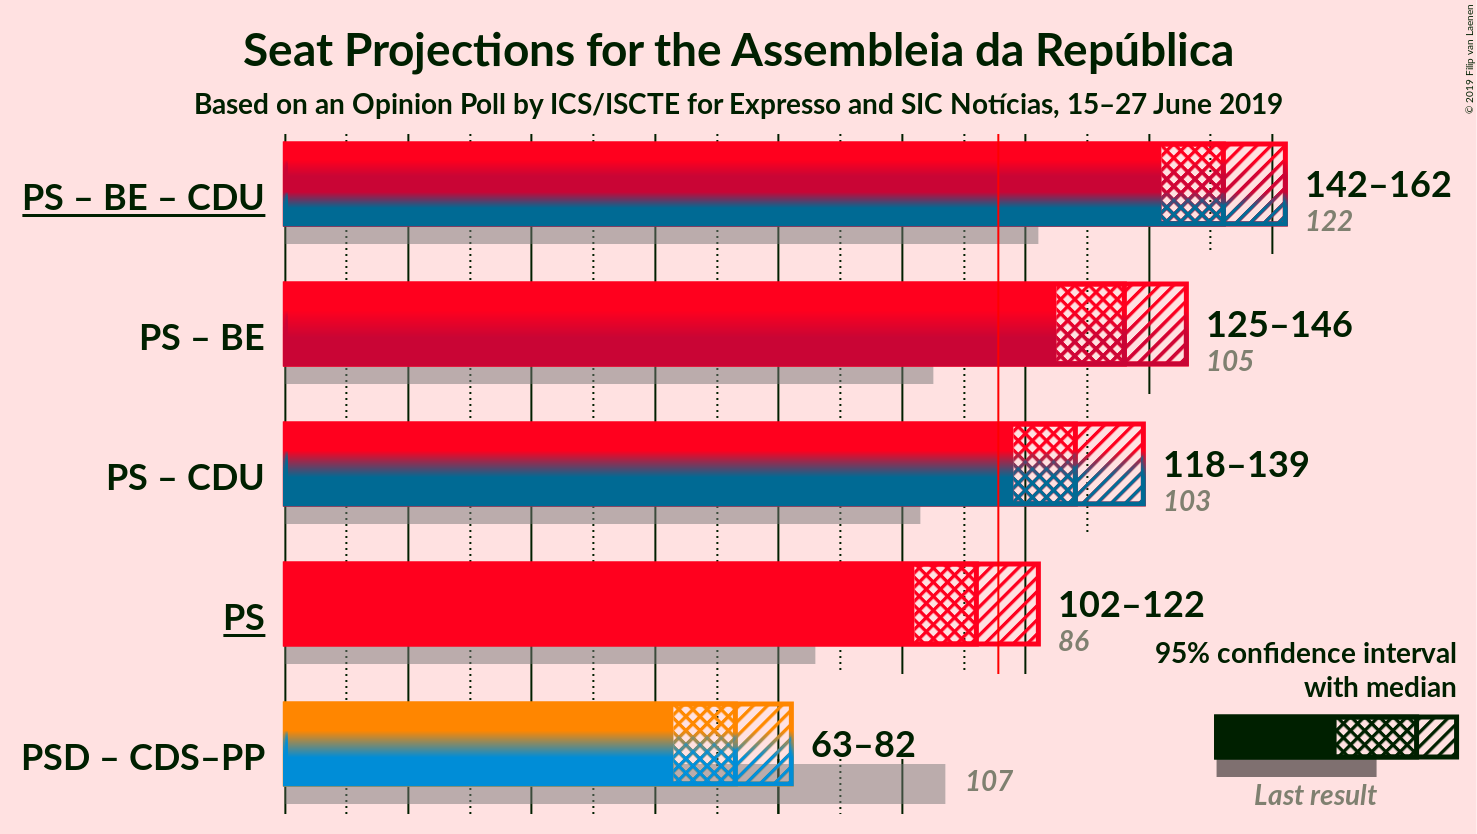 Seat Projections for the Assembleia da República
Based on an Opinion Poll by ICS/ISCTE for Expresso and SIC Notícias, 15–27 June 2019
© 2019 Filip van Laenen
PS – BE – CDU
142–162
122
PS – BE
125–146
105
PS – CDU
118–139
103
PS
102–122
86
PSD – CDS–PP
63–82
107
95% confidence interval
with median
Last result